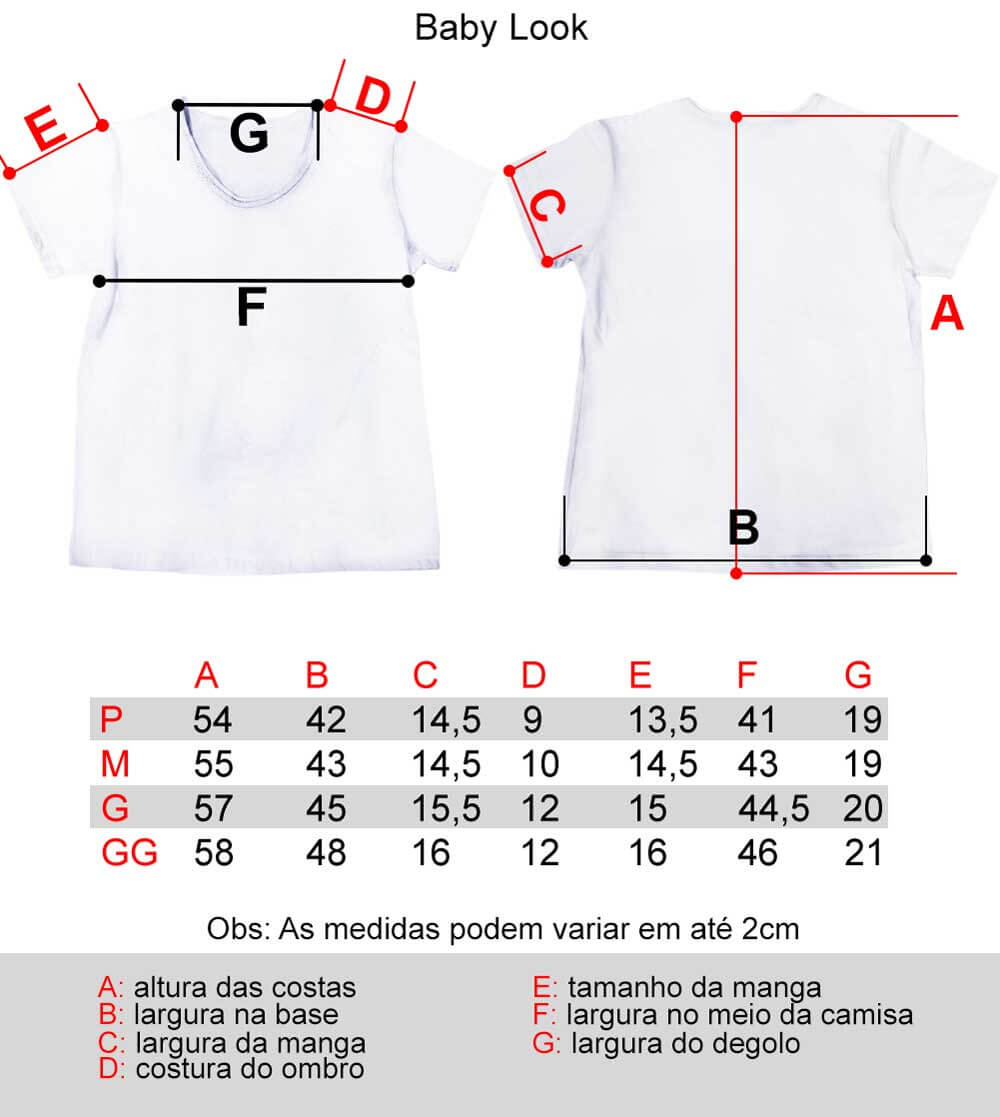 Baby Look
E
G
D
F
C
A
B
A B C D E F G
P 54 42 14,5 9 13,5 41 19
M 55 43 14,5 10 14,5 43 19
G 57 45 15,5 12 15 44,5 20
GG 58 48 16 12 16 46 21
Obs: As medidas podem variar em até 2cm
A: altura das costas
B: largura na base
C: largura da manga
D: costura do ombro
E: tamanho da manga
F: largura no meio da camisa
G: largura do degolo